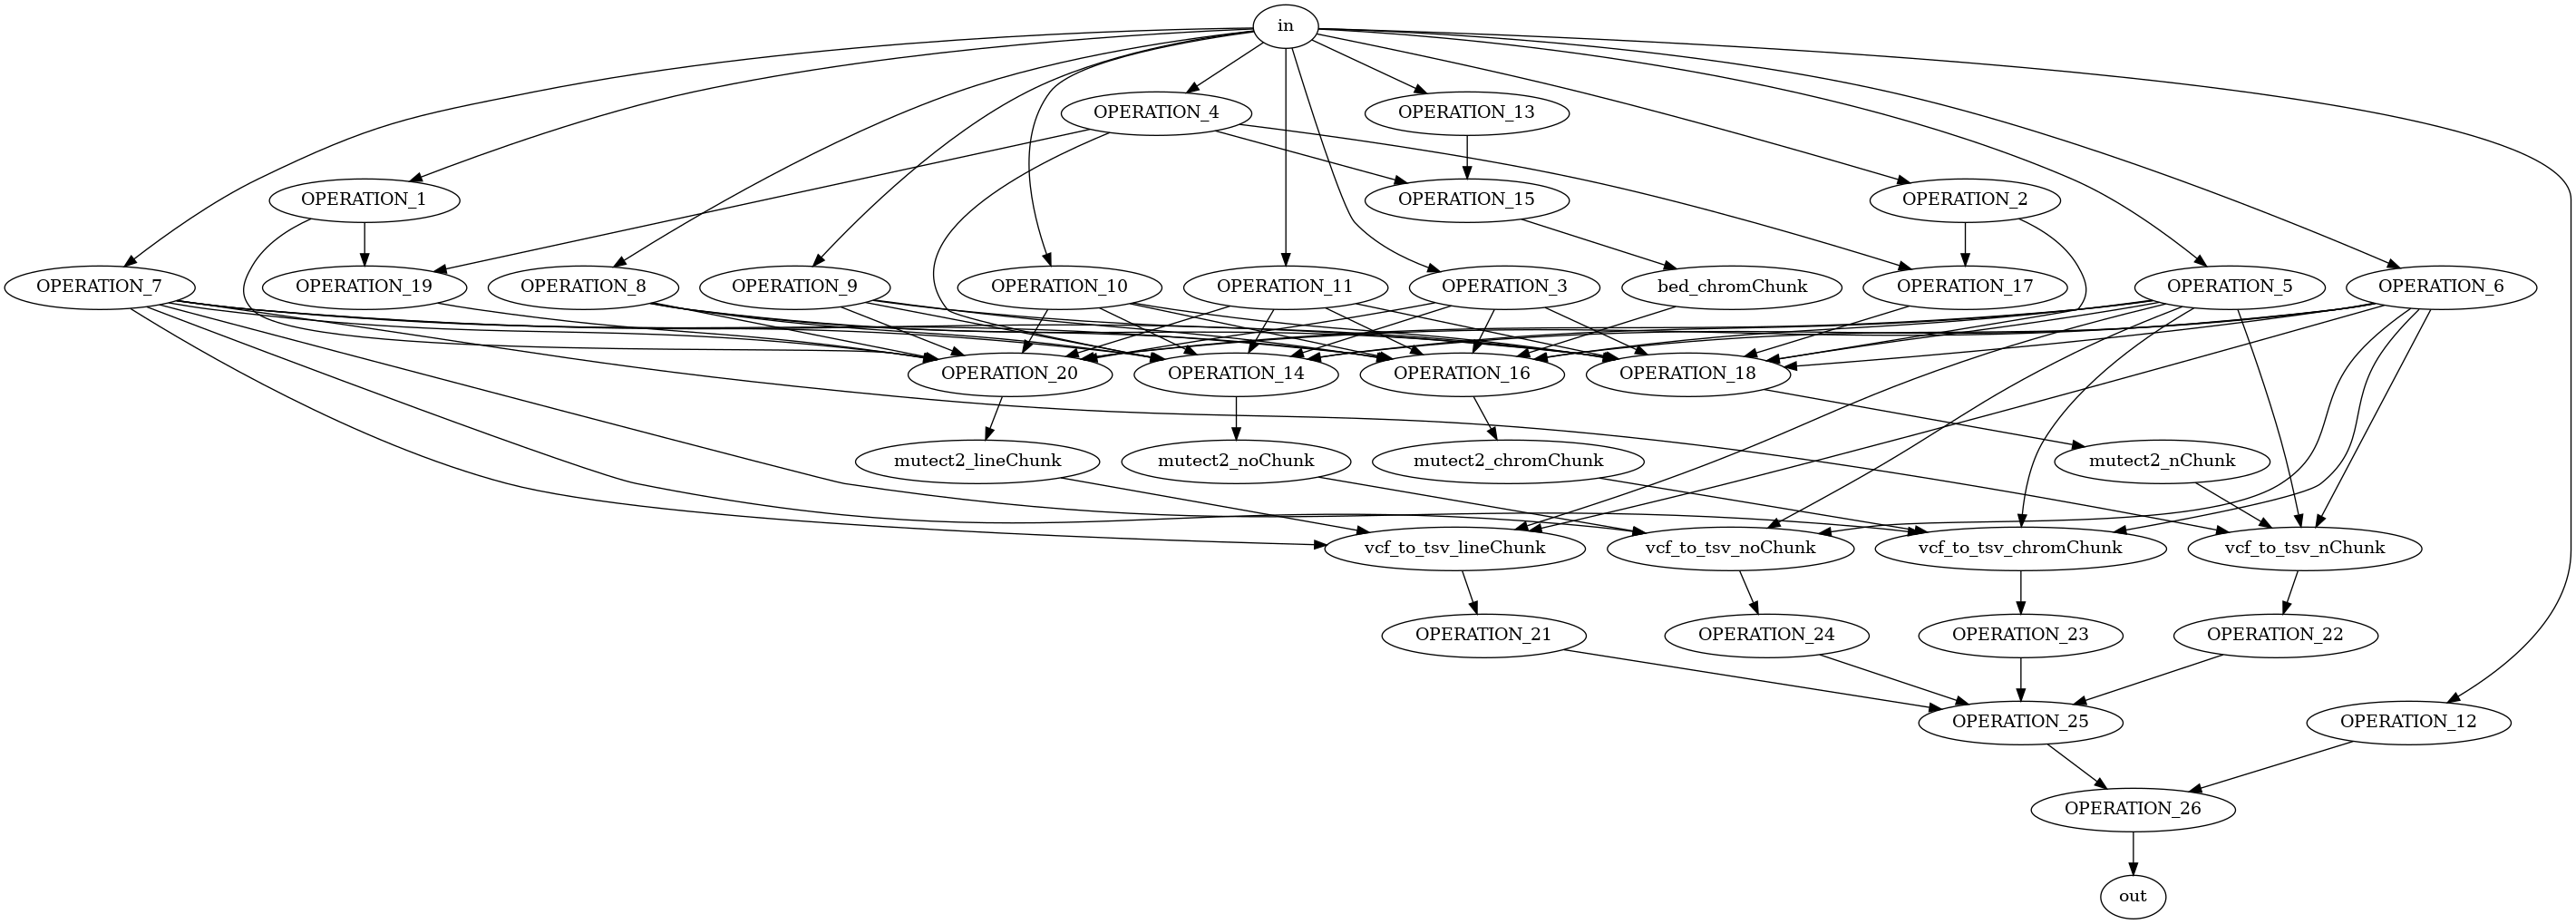 in
OPERATION_4
OPERATION_13
OPERATION_1
OPERATION_15
OPERATION_2
OPERATION_7
OPERATION_19
OPERATION_8
OPERATION_9
OPERATION_10
OPERATION_11
OPERATION_3
bed_chromChunk
OPERATION_17
OPERATION_5
OPERATION_6
OPERATION_20
OPERATION_14
OPERATION_16
OPERATION_18
mutect2_lineChunk
mutect2_noChunk
mutect2_chromChunk
mutect2_nChunk
vcf_to_tsv_lineChunk
vcf_to_tsv_noChunk
vcf_to_tsv_chromChunk
vcf_to_tsv_nChunk
OPERATION_21
OPERATION_24
OPERATION_23
OPERATION_22
OPERATION_25
OPERATION_12
OPERATION_26
out